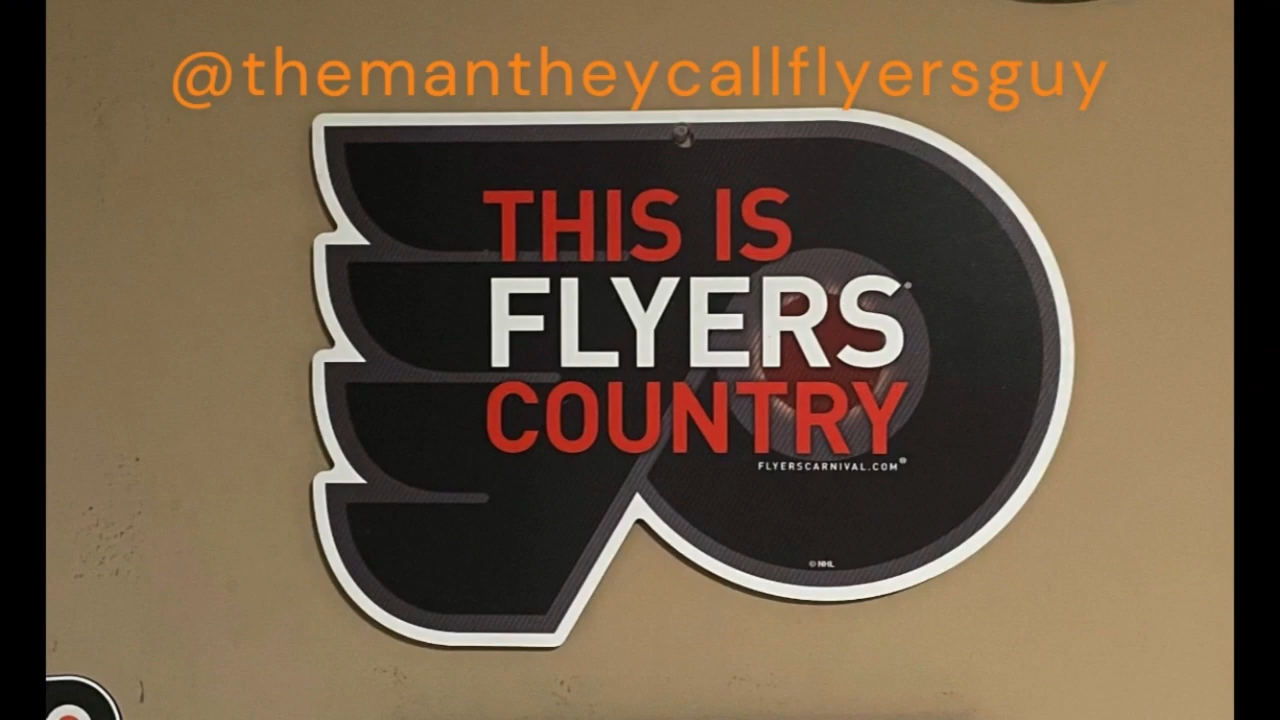 @themantheycallflyersguy
THIS IS
FLYERS®
COUNTRY
FLYERSCARNIVAL.COM®
© NHL